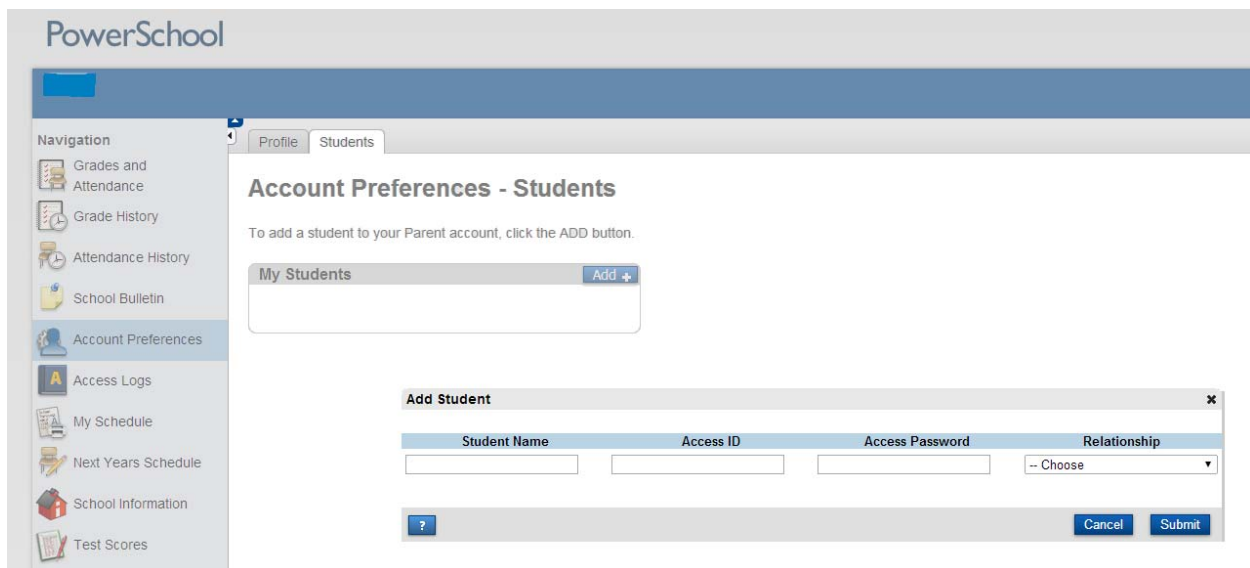 PowerSchool
Navigation
Grades and
Attendance
Grade History
Attendance History
School Bulletin
Account Preferences
A
Access Logs
My Schedule
Next Years Schedule
School Information
Test Scores
Profile
Students
Account Preferences - Students
To add a student to your Parent account, click the ADD button.
My Students
Add +
Add Student
x
Student Name
Access ID
Access Password
Relationship
-- Choose
?
Cancel
Submit